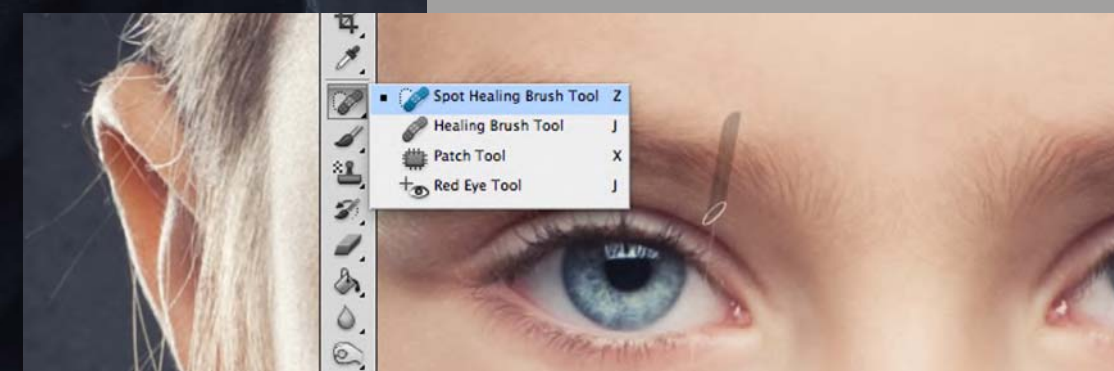 Spot Healing Brush Tool Z
Healing Brush Tool J
Patch Tool X
Red Eye Tool J